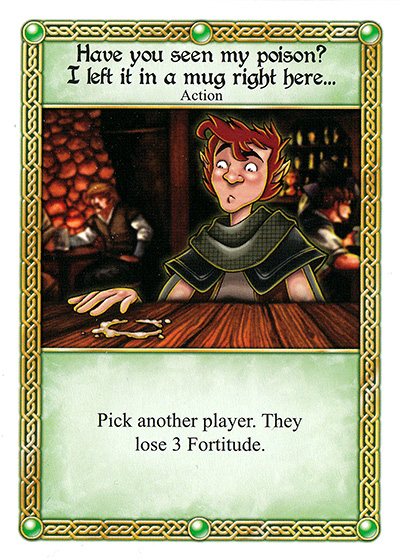 Have you seen my poison?
I left it in a mug right here...
Action
Pick another player. They
lose 3 Fortitude.